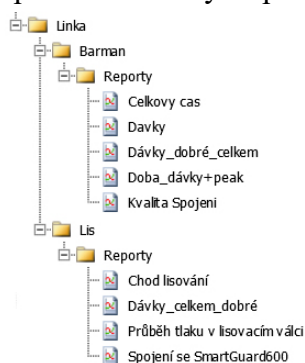 Linka
Barman
Reporty
Celkovy cas
Davky
Dávky_dobré_celkem
Doba_dávky+peak
Kvalita Spojeni
Lis
Reporty
Chod lisování
Dávky_celkem_dobré
Průběh tlaku v lisovacím válci
Spojení se SmartGuard600